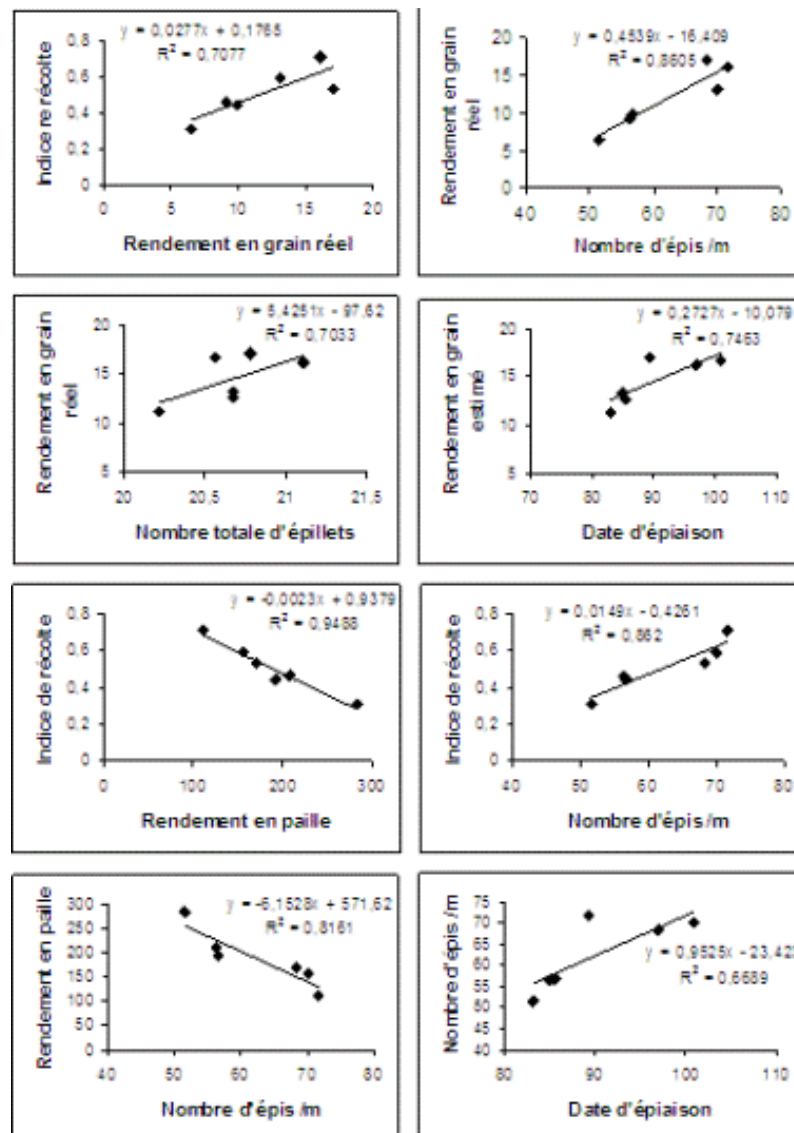 y = 0,0277x + 0,1765
R² = 0,7077
Indice re récolte
0.8
0.6
0.4
0.2
0
0
5
10
15
20
Rendement en grain réel
y = 0,4539x - 16,409
R² = 0,8605
Rendement en grain
réel
20
15
10
5
0
40
50
60
70
80
Nombre d'épis /m
y = 5,4251x - 97,62
R² = 0,7033
Rendement en grain
réel
20
15
10
5
20
20,5
21
21,5
Nombre totale d'épillets
y = 0,2727x - 10,079
R² = 0,7463
Rendement en grain
estimé
20
15
10
5
70
80
90
100
110
Date d'épiaison
y = -0,0023x + 0,9379
R² = 0,9488
Indice de récolte
0,8
0,6
0,4
0,2
0
0
100
200
300
Rendement en paille
y = 0,0149x - 0,4261
R² = 0,862
Indice de récolte
0,8
0,6
0,4
0,2
0
40
50
60
70
80
Nombre d'épis /m
y = -6,1528x + 571,62
R² = 0,8161
Rendement en paille
300
250
200
150
100
50
0
40
50
60
70
80
Nombre d'épis /m
y = 0,9525x - 23,42
R² = 0,6689
Nombre d'épis /m
75
70
65
60
55
50
45
40
80
90
100
110
Date d'épiaison